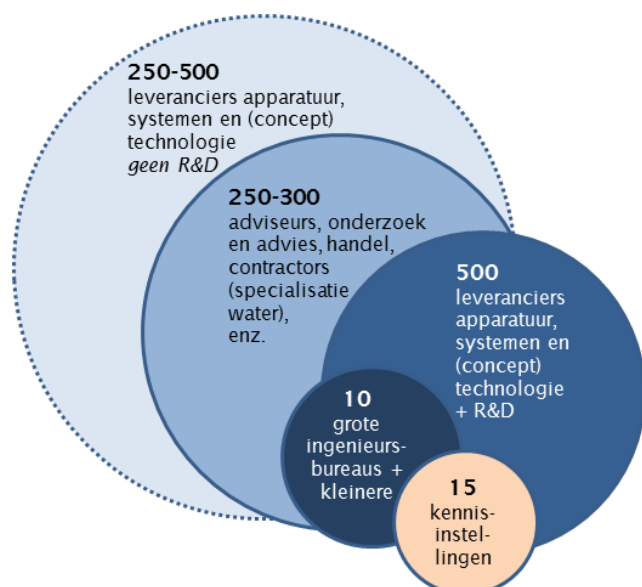 250-500
leveranciers apparatuur,
systemen en (concept)
technologie
geen R&D
250-300
adviseurs, onderzoek
en advies, handel,
contractors
(specialisatie
water),
enz.
500
leveranciers
apparatuur,
systemen en
(concept)
technologie
+ R&D
10
grote
ingenieurs-
bureaus +
kleinere
15
kennis-
instel-
lingen